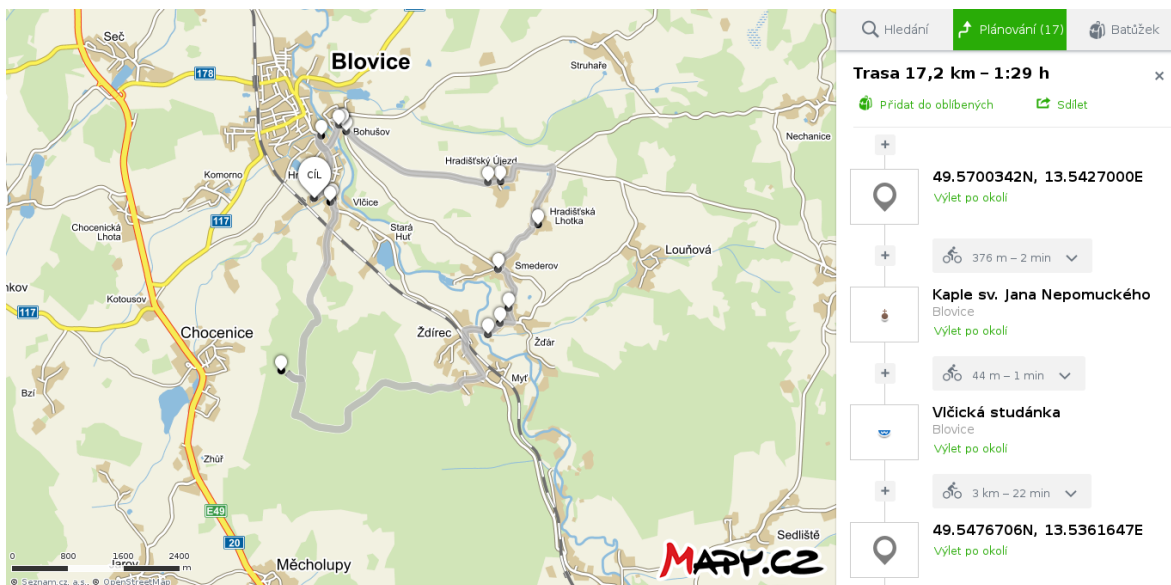 Seč
178
Blovice
Struhaře
Bohušov
Nechanice
Hradišťský Újezd
Komorno
CÍL
Vlčice
117
Chocenická
Lhota
Stará
Huť
Hradišťská
Lhotka
Louňová
Smederov
nkov
Kotousov
117
Chocenice
Ždírec
Žďár
Bzí
Myť
Zhůř
E49
20
Sedliště
Měcholupy
0 800 1600 2400
m
© Seznam.cz, a.s., © OpenStreetMap
MAPY.CZ
Hledání
Plánování (17)
Batůžek
Trasa 17,2 km – 1:29 h
×
Přidat do oblíbených
Sdílet
+
49.5700342N, 13.5427000E
Výlet po okolí
+
376 m – 2 min
Kaple sv. Jana Nepomuckého
Blovice
Výlet po okolí
+
44 m – 1 min
Vlčická studánka
Blovice
Výlet po okolí
+
3 km – 22 min
49.5476706N, 13.5361647E
Výlet po okolí